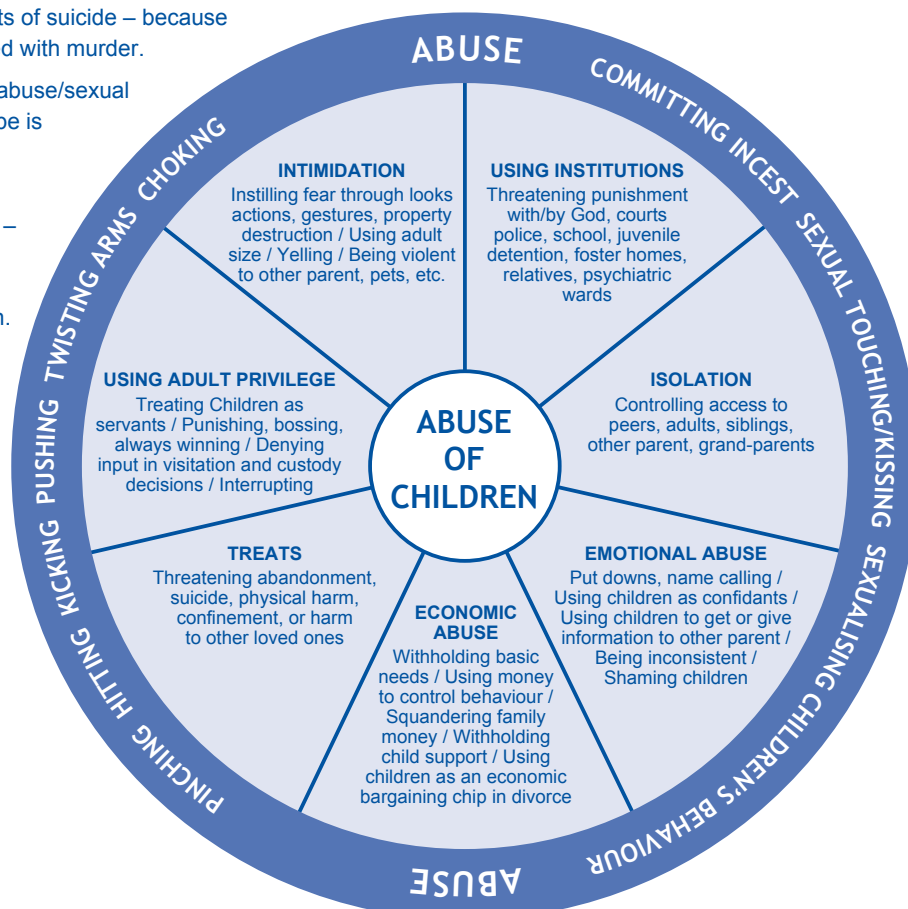 ts of suicide – because
ed with murder.
abuse/sexual
pe is
–
n.
ABUSE
COMMITTING INCEST SEXUAL TOUCHING/KISSING SEXUALISING CHILDREN'S BEHAVIOUR
ABUSE
PINCHING HITTING KICKING PUSHING TWISTING ARMS CHOKING
INTIMIDATION
Instilling fear through looks
actions, gestures, property
destruction / Using adult
size / Yelling / Being violent
to other parent, pets, etc.
USING INSTITUTIONS
Threatening punishment
with/by God, courts
police, school, juvenile
detention, foster homes,
relatives, psychiatric
wards
USING ADULT PRIVILEGE
Treating Children as
servants / Punishing, bossing,
always winning / Denying
input in visitation and custody
decisions / Interrupting
ISOLATION
Controlling access to
peers, adults, siblings,
other parent, grand-parents
ABUSE
OF
CHILDREN
TREATS
Threatening abandonment,
suicide, physical harm,
confinement, or harm
to other loved ones
ECONOMIC
ABUSE
Withholding basic
needs / Using money
to control behaviour /
Squandering family
money / Withholding
child support / Using
children as an economic
bargaining chip in divorce
EMOTIONAL ABUSE
Put downs, name calling /
Using children as confidants /
Using children to get or give
information to other parent /
Being inconsistent /
Shaming children